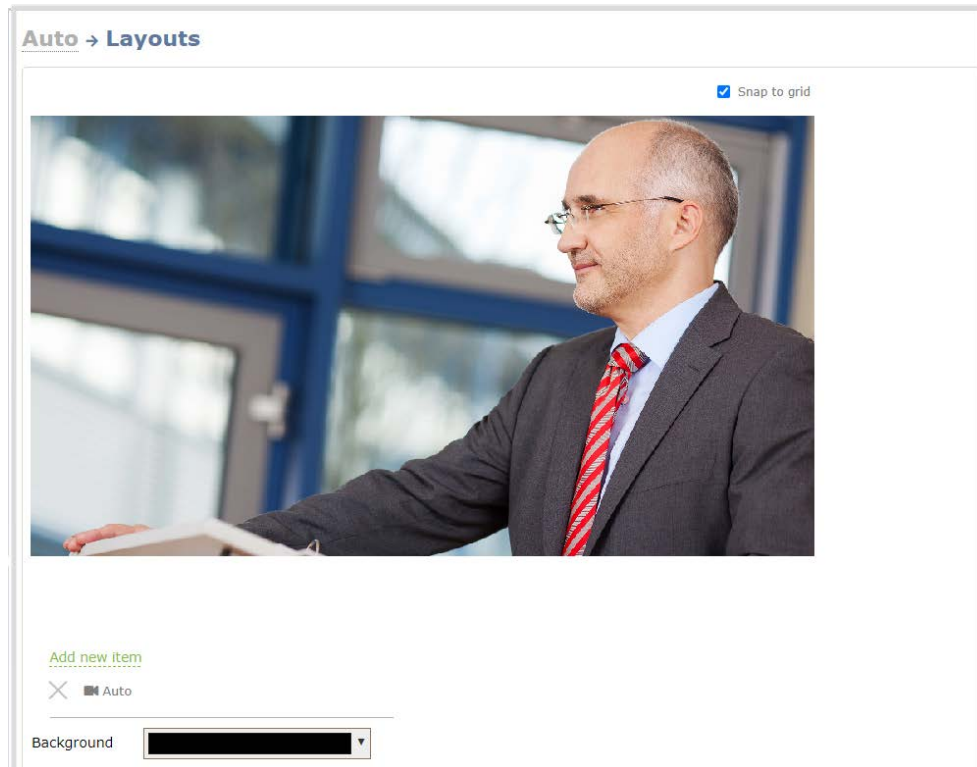 Auto → Layouts
Snap to grid
Add new item
Auto
Background